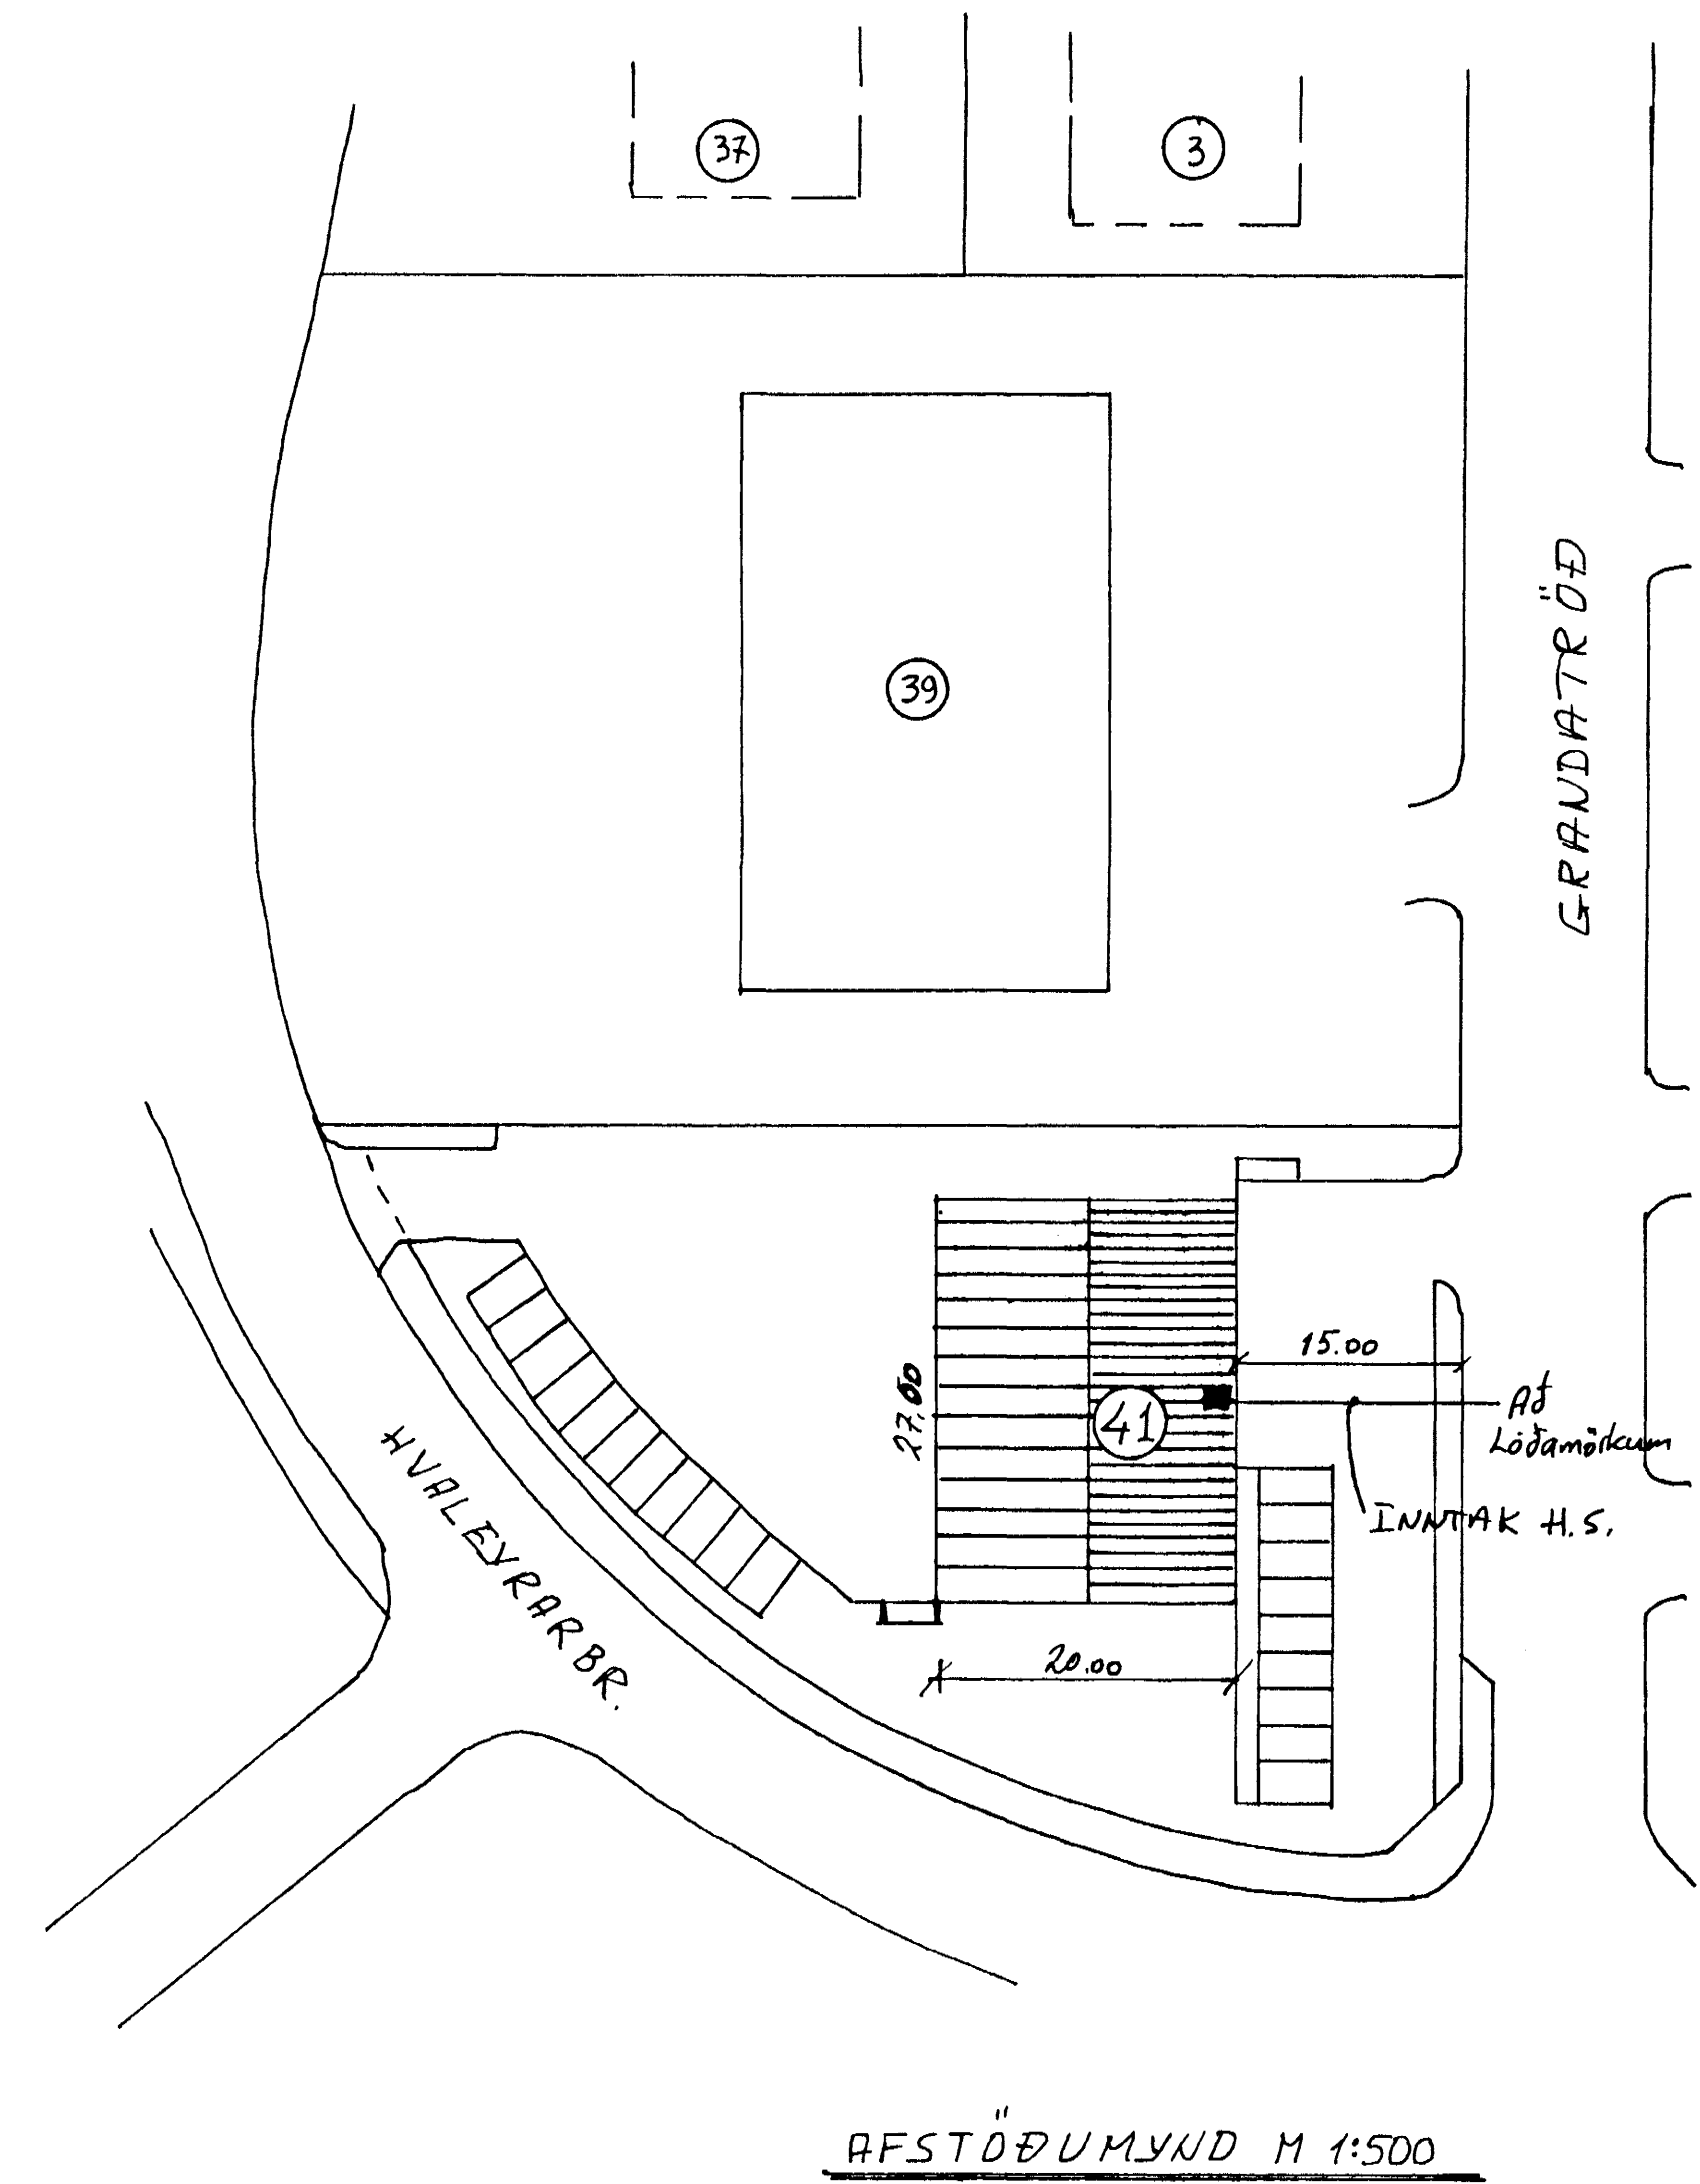 37
3
39
GRANDATRÖÐ
15.00
27.00
41
Að
Lóðamörkum
INNTAK H.S.
HVALEYRARBR.
20.00
AFSTÖÐUMYND M 1:500